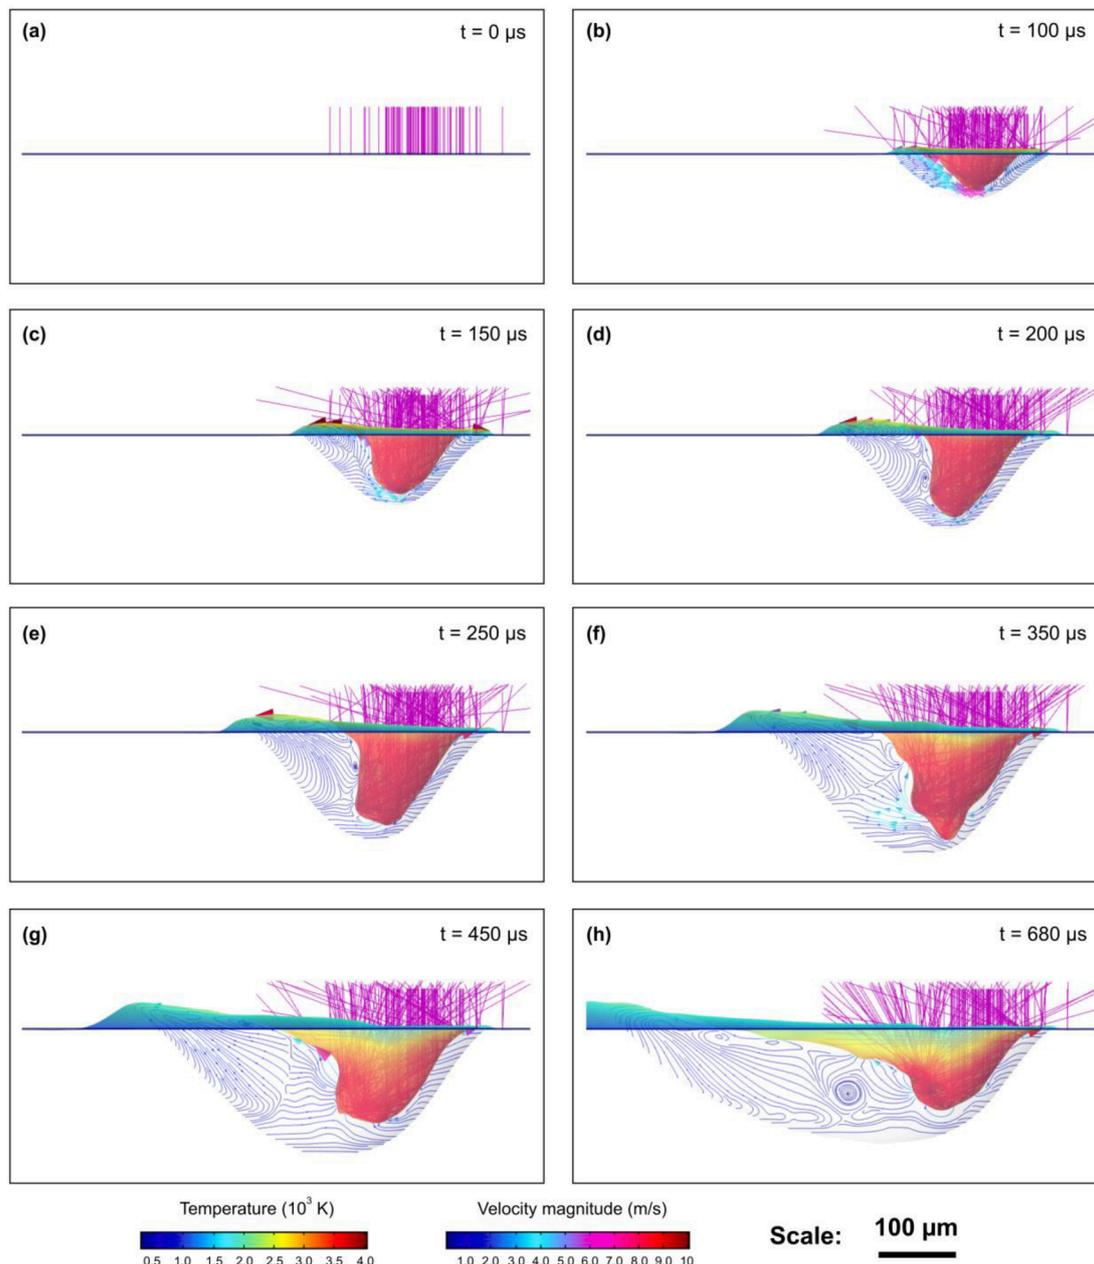 (a) t = 0 µs
(b) t = 100 µs
(c) t = 150 µs
(d) t = 200 µs
(e) t = 250 µs
(f) t = 350 µs
(g) t = 450 µs
(h) t = 680 µs
Temperature (10³ K)
0.5 1.0 1.5 2.0 2.5 3.0 3.5 4.0
Velocity magnitude (m/s)
1.0 2.0 3.0 4.0 5.0 6.0 7.0 8.0 9.0 10
Scale: 100 µm